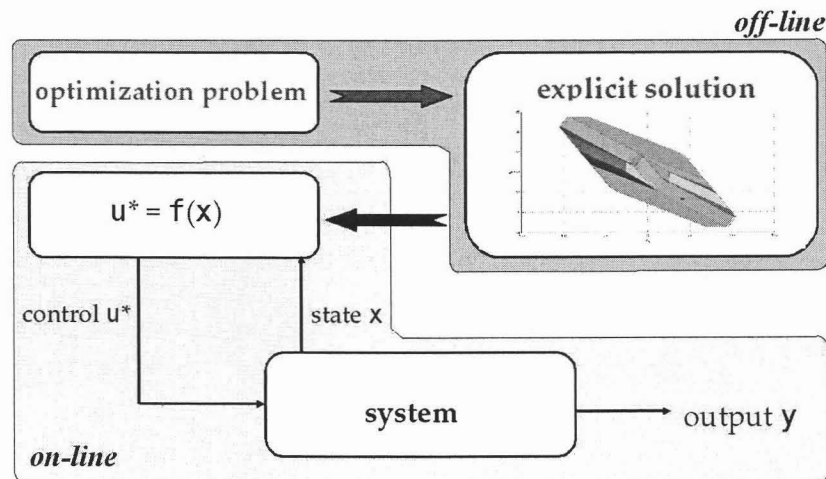 off-line
optimization problem
explicit solution
u* = f(x)
control u*
state x
system
output y
on-line